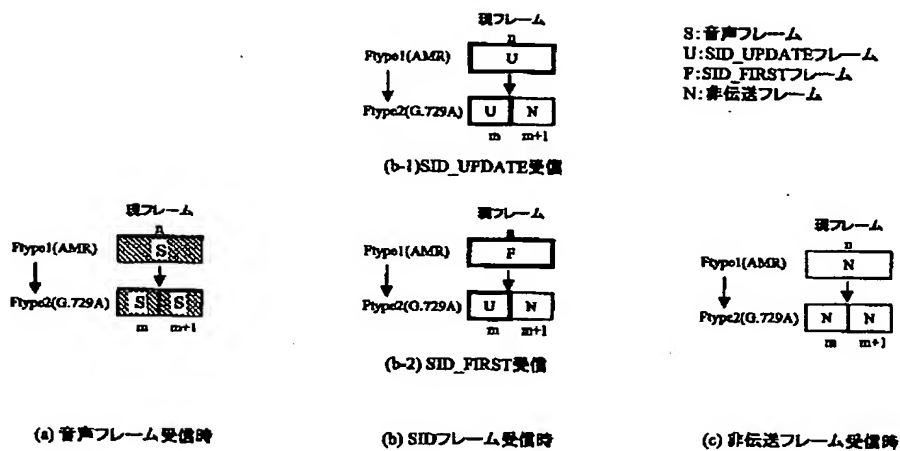 現フレーム
n
Ftype1(AMR)
U
Ftype2(G.729A)
U N
m m+1
(b-1)SID_UPDATE受信
S:音声フレーム
U:SID_UPDATEフレーム
F:SID_FIRSTフレーム
N:非伝送フレーム
現フレーム
n
Ftype1(AMR)
S
Ftype2(G.729A)
S S
m m+1
(a) 音声フレーム受信時
現フレーム
n
Ftype1(AMR)
F
Ftype2(G.729A)
U N
m m+1
(b-2) SID_FIRST受信
(b) SIDフレーム受信時
現フレーム
n
Ftype1(AMR)
N
Ftype2(G.729A)
N N
m m+1
(c) 非伝送フレーム受信時